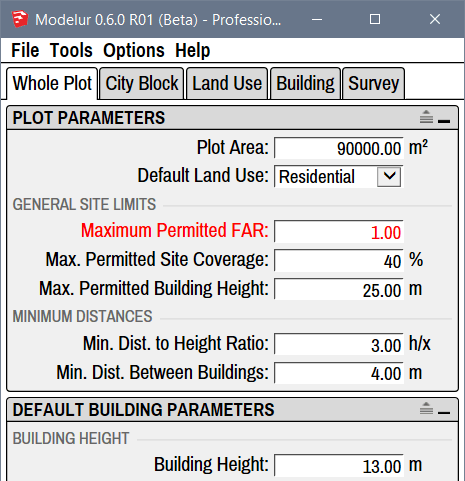 Modelur 0.6.0 R01 (Beta) - Professio...
File Tools Options Help
Whole Plot City Block Land Use Building Survey
PLOT PARAMETERS
Plot Area: 90000.00 m²
Default Land Use: Residential
GENERAL SITE LIMITS
Maximum Permitted FAR: 1.00
Max. Permitted Site Coverage: 40 %
Max. Permitted Building Height: 25.00 m
MINIMUM DISTANCES
Min. Dist. to Height Ratio: 3.00 h/x
Min. Dist. Between Buildings: 4.00 m
DEFAULT BUILDING PARAMETERS
BUILDING HEIGHT
Building Height: 13.00 m